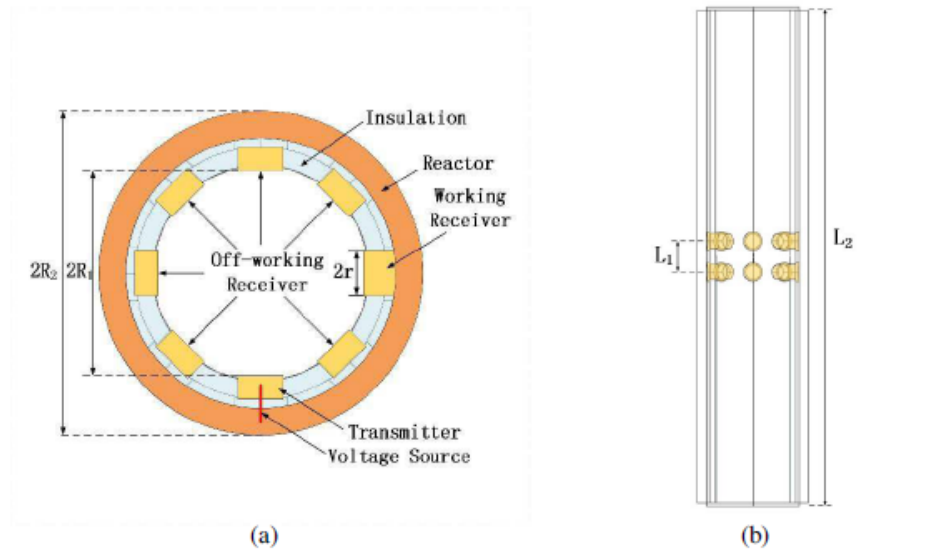 Insulation
Reactor
Working
Receiver
Off-working
Receiver
2R₂
2R₁
2r
Transmitter
Voltage Source
(a)
L₁
L₂
(b)